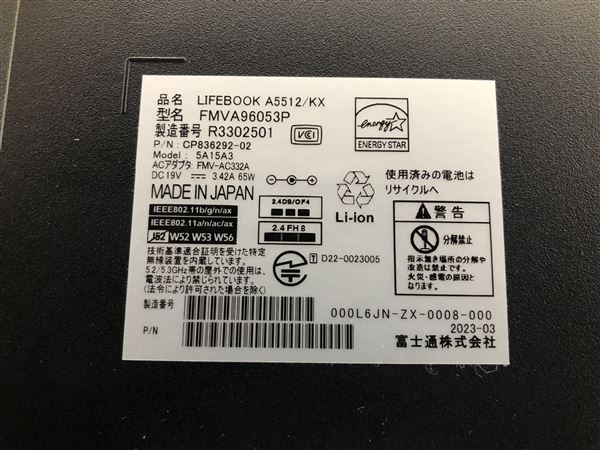 品名 LIFEBOOK A5512/KX
型名 FMVA96053P
製造番号 R3302501
VCCI
P/N : CP836292-02
Model : 5A15A3
ACアダプタ: FMV-AC332A
DC 19V 3.42A 65W
MADE IN JAPAN
energy
ENERGY STAR
Li-ion
使用済みの電池は
リサイクルへ
IEEE802.11b/g/n/ax
IEEE802.11a/n/ac/ax
J52 W52 W53 W56
2.4DS/OF4
2.4FH8
警告
分解禁止
指示無き場所の分解や
改造は禁止です。
火災・感電の原因と
なります。
技術基準適合証明を受けた特定
無線装置を内蔵しています。
5.2/5.3GHz帯の屋外での使用は、
電波法により禁じられています。
(法令により許可された場合を除く)
T D22-0023005
製造番号
P/N
000L6JN-ZX-0008-000
2023-03
富士通株式会社